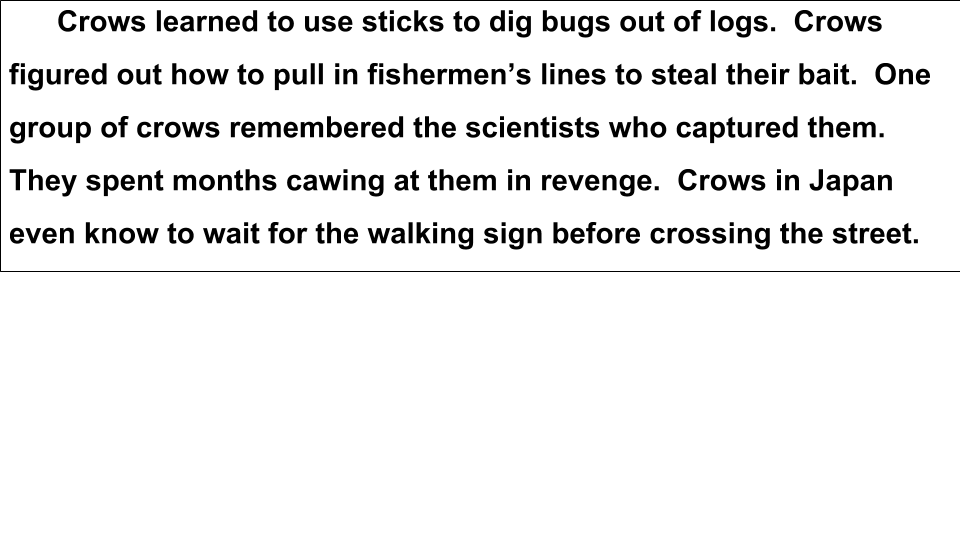 Crows learned to use sticks to dig bugs out of logs.  Crows
figured out how to pull in fishermen’s lines to steal their bait.  One
group of crows remembered the scientists who captured them.
They spent months cawing at them in revenge.  Crows in Japan
even know to wait for the walking sign before crossing the street.